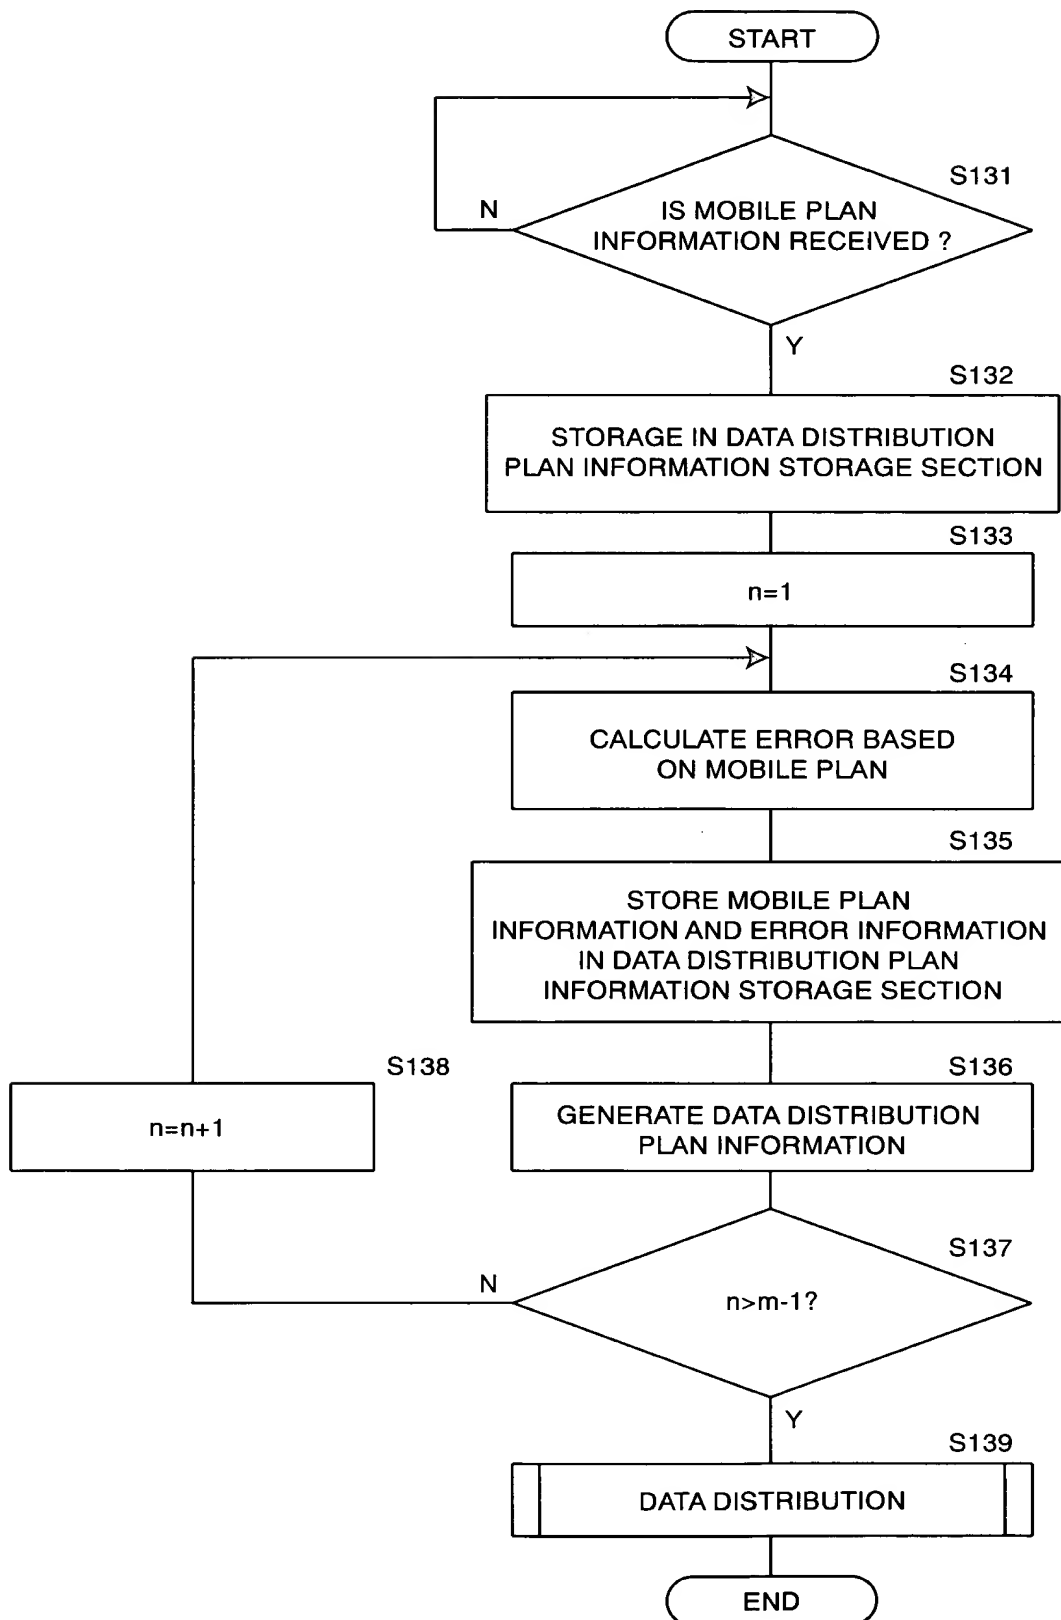 START
S131
N
IS MOBILE PLAN
INFORMATION RECEIVED ?
Y
S132
STORAGE IN DATA DISTRIBUTION
PLAN INFORMATION STORAGE SECTION
S133
n=1
S134
CALCULATE ERROR BASED
ON MOBILE PLAN
S135
STORE MOBILE PLAN
INFORMATION AND ERROR INFORMATION
IN DATA DISTRIBUTION PLAN
INFORMATION STORAGE SECTION
S138
n=n+1
S136
GENERATE DATA DISTRIBUTION
PLAN INFORMATION
S137
N
n>m-1?
Y
S139
DATA DISTRIBUTION
END